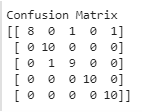 Confusion Matrix
[[ 8  0  1  0  1]
 [ 0 10  0  0  0]
 [ 0  1  9  0  0]
 [ 0  0  0 10  0]
 [ 0  0  0  0 10]]